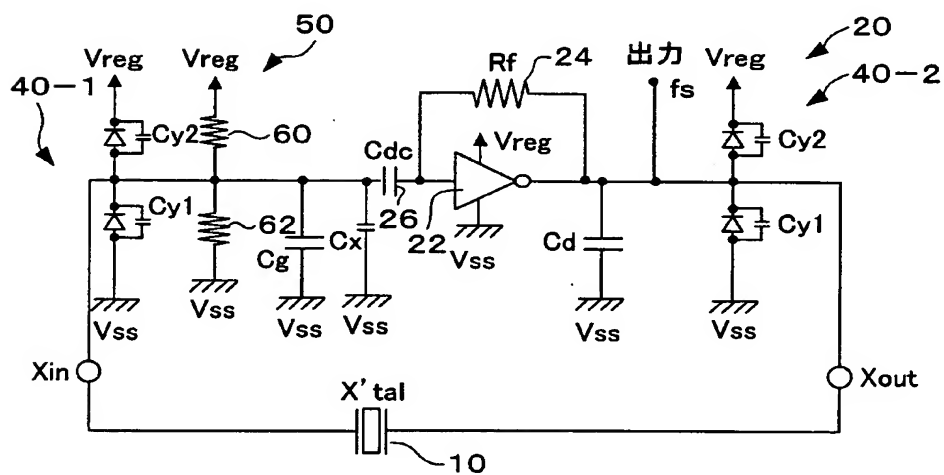 50
20
Vreg
Vreg
Rf
24
出力
fs
Vreg
40-1
40-2
Cy2
60
Cdc
Vreg
Cy2
Cy1
62
Cg
Cx
26
22
Vss
Cd
Cy1
Vss
Vss
Vss
Vss
Vss
Xin
X'tal
Xout
10